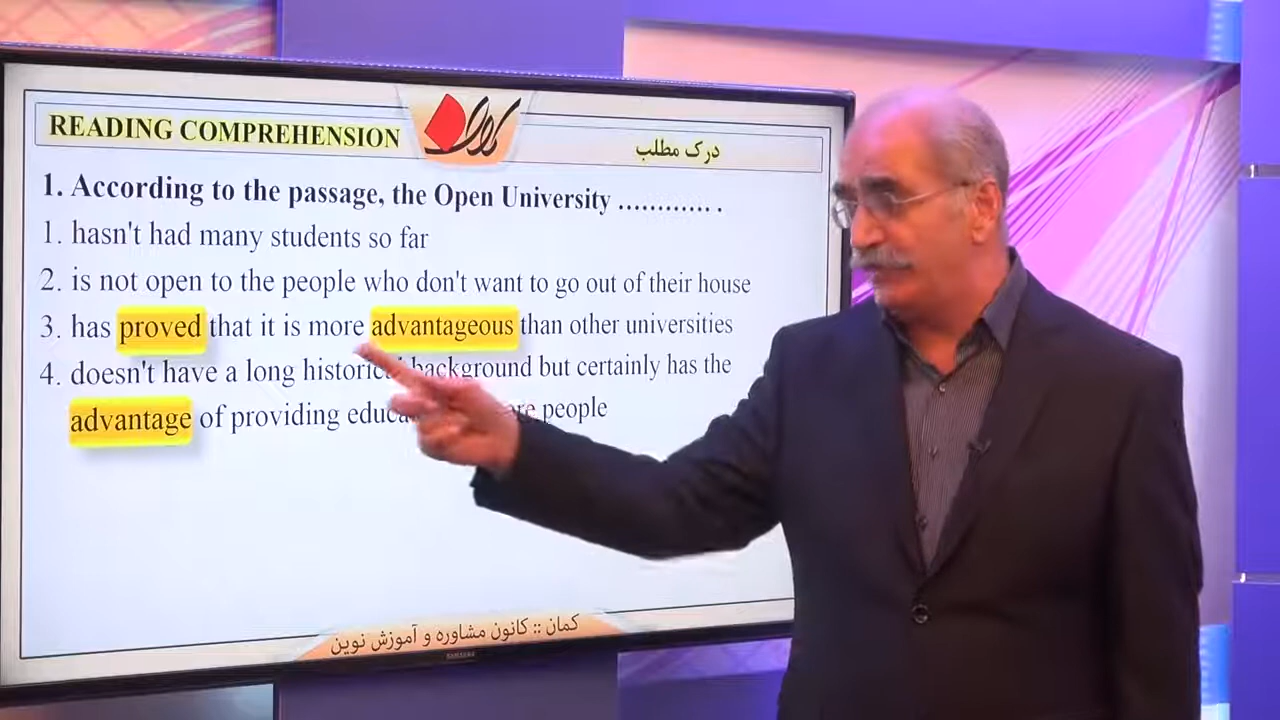 READING COMPREHENSION
کمان
درک مطلب
1. According to the passage, the Open University ............ .
1. hasn't had many students so far
2. is not open to the people who don't want to go out of their house
3. has proved that it is more advantageous than other universities
4. doesn't have a long historical background but certainly has the
advantage of providing people
کمان :: کانون مشاوره و آموزش نوین
SAMSUNG